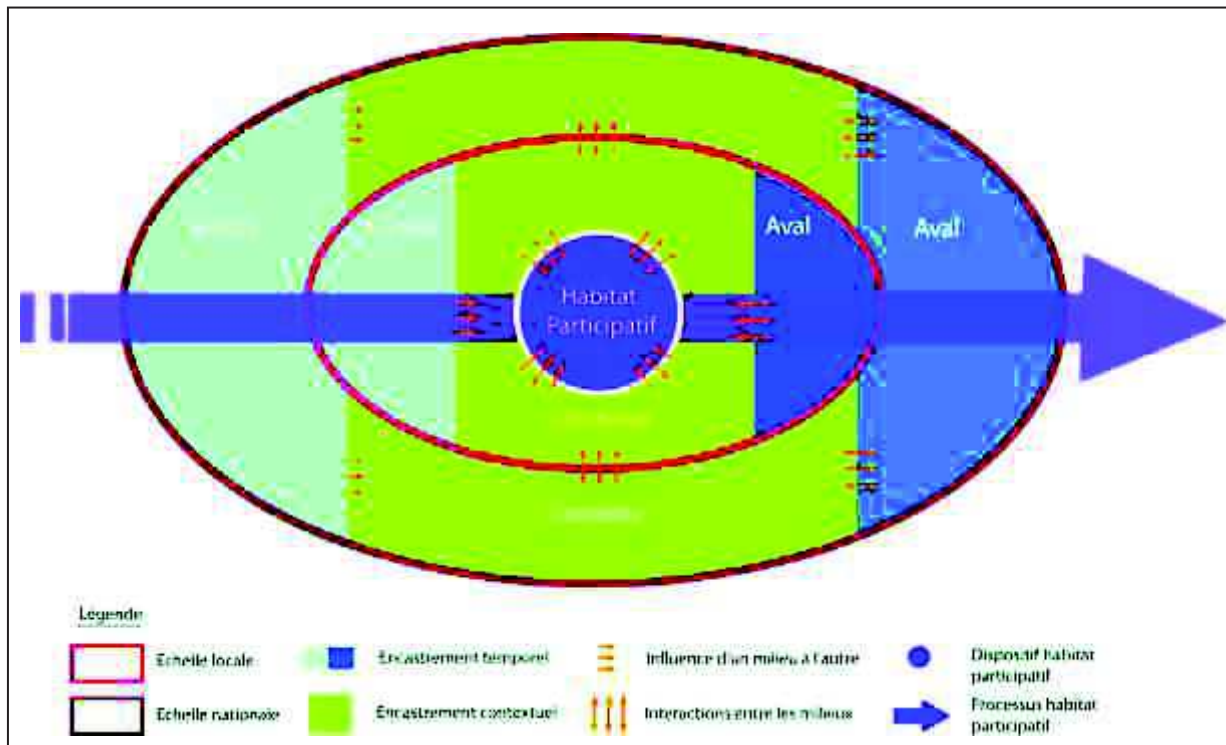 Aval
Aval
Habitat
Participatif
Légende
Echelle locale
Encastrement temporel
Influence d'un milieu à l'autre
Dispositif habitat
participatif
Echelle nationale
Encastrement contextuel
Interactions entre les milieux
Processus habitat
participatif